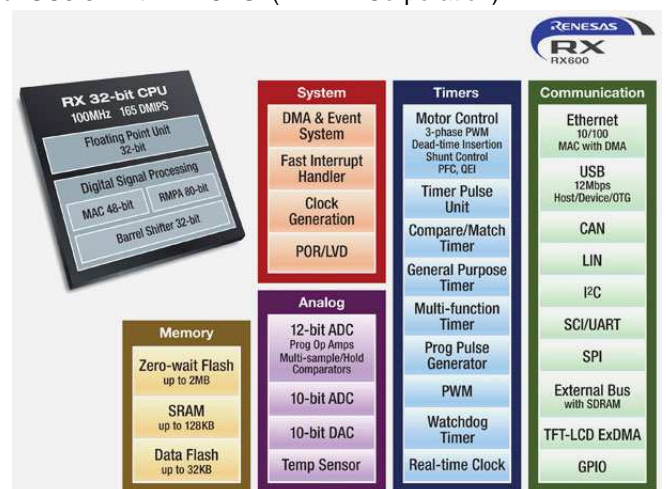 RENESAS
RX
RX600
RX 32-bit CPU
100MHz 165 DMIPS
Floating Point Unit
32-bit
Digital Signal Processing
MAC 48-bit
RMPA 80-bit
Barrel Shifter 32-bit
System
DMA & Event
System
Fast Interrupt
Handler
Clock
Generation
POR/LVD
Memory
Zero-wait Flash
up to 2MB
SRAM
up to 128KB
Data Flash
up to 32KB
Analog
12-bit ADC
Prog Op Amps
Multi-sample/Hold
Comparators
10-bit ADC
10-bit DAC
Temp Sensor
Timers
Motor Control
3-phase PWM
Dead-time Insertion
Shunt Control
PFC, QEI
Timer Pulse
Unit
Compare/Match
Timer
General Purpose
Timer
Multi-function
Timer
Prog Pulse
Generator
PWM
Watchdog
Timer
Real-time Clock
Communication
Ethernet
10/100
MAC with DMA
USB
12Mbps
Host/Device/OTG
CAN
LIN
I²C
SCI/UART
SPI
External Bus
with SDRAM
TFT-LCD ExDMA
GPIO